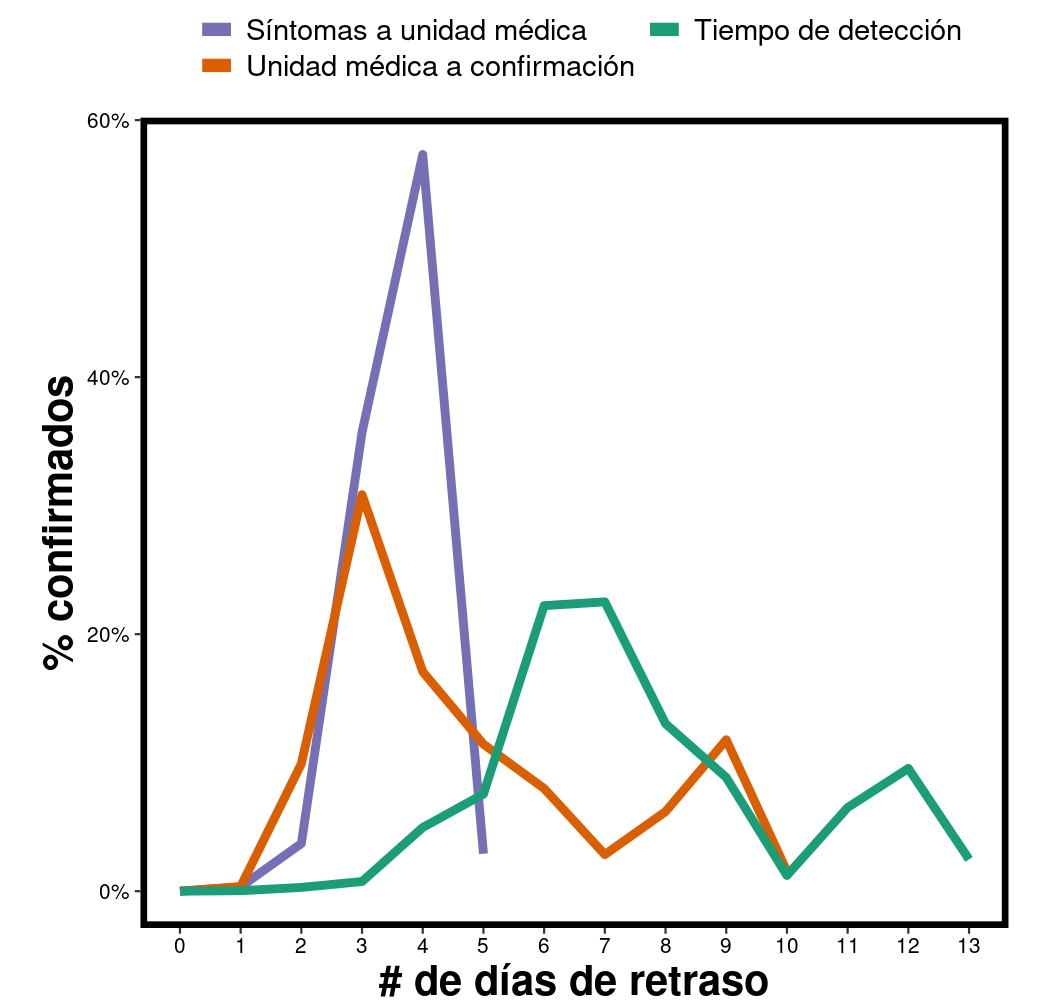 Síntomas a unidad médica
Tiempo de detección
Unidad médica a confirmación
60%
40%
20%
0%
% confirmados
0 1 2 3 4 5 6 7 8 9 10 11 12 13
# de días de retraso